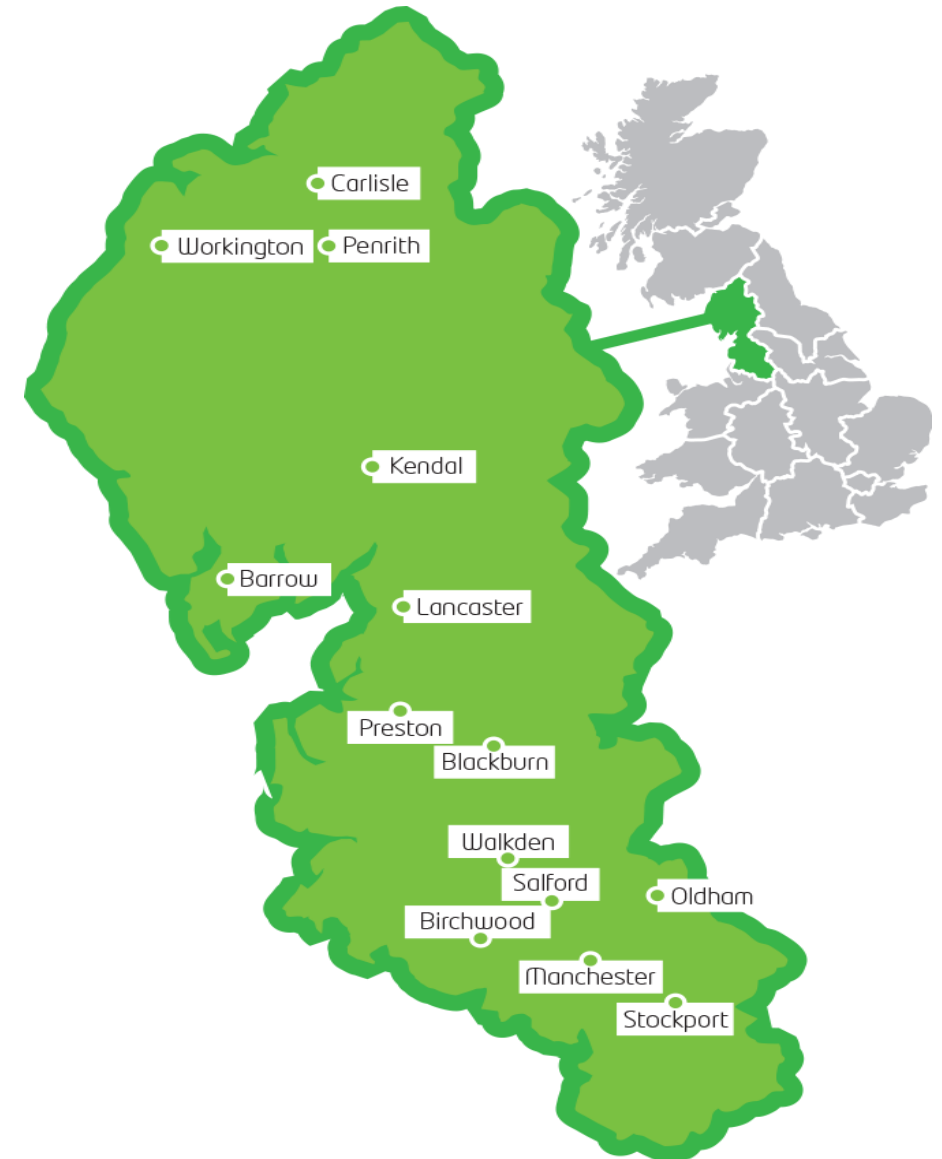 Carlisle
Workington
Penrith
Kendal
Barrow
Lancaster
Preston
Blackburn
Walkden
Salford
Oldham
Birchwood
Manchester
Stockport